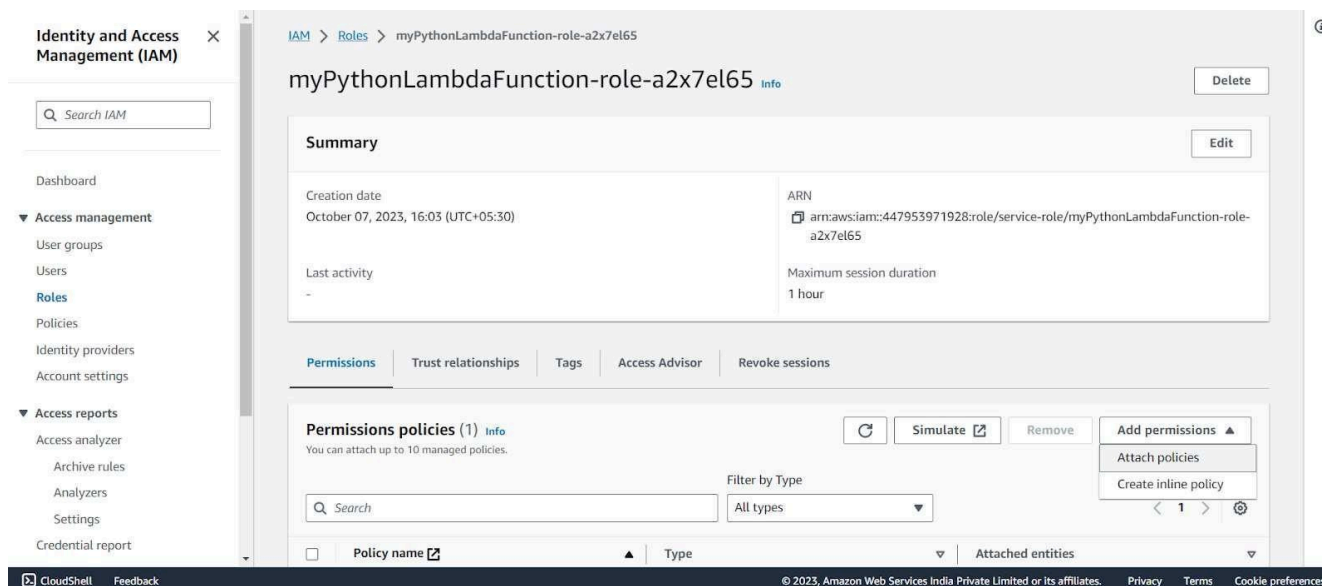 Identity and Access
Management (IAM)
Search IAM
Dashboard
Access management
User groups
Users
Roles
Policies
Identity providers
Account settings
Access reports
Access analyzer
Archive rules
Analyzers
Settings
Credential report
IAM > Roles > myPythonLambdaFunction-role-a2x7el65
myPythonLambdaFunction-role-a2x7el65 Info
Delete
Summary
Edit
Creation date
October 07, 2023, 16:03 (UTC+05:30)
ARN
arn:aws:iam::447953971928:role/service-role/myPythonLambdaFunction-role-
a2x7el65
Last activity
-
Maximum session duration
1 hour
Permissions
Trust relationships
Tags
Access Advisor
Revoke sessions
Permissions policies (1) Info
You can attach up to 10 managed policies.
Simulate
Remove
Add permissions
Attach policies
Create inline policy
Filter by Type
Search
All types
< 1 >
Policy name
Type
Attached entities
CloudShell Feedback
© 2023, Amazon Web Services India Private Limited or its affiliates. Privacy Terms Cookie preferences